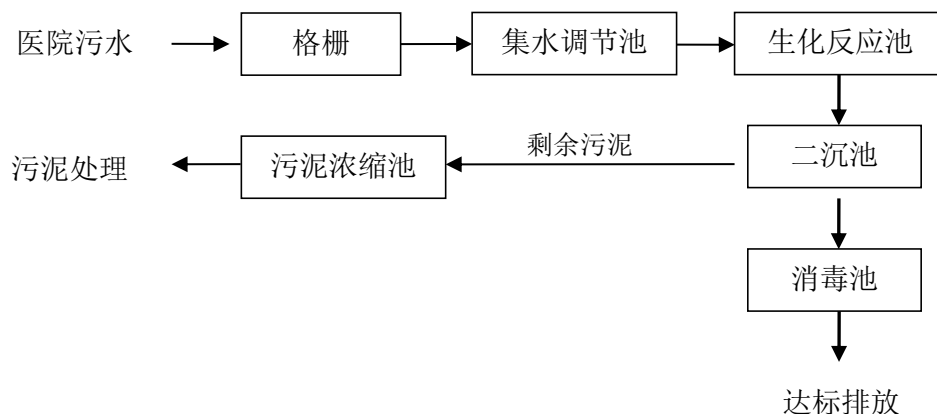 医院污水
格栅
集水调节池
生化反应池
污泥处理
污泥浓缩池
剩余污泥
二沉池
消毒池
达标排放